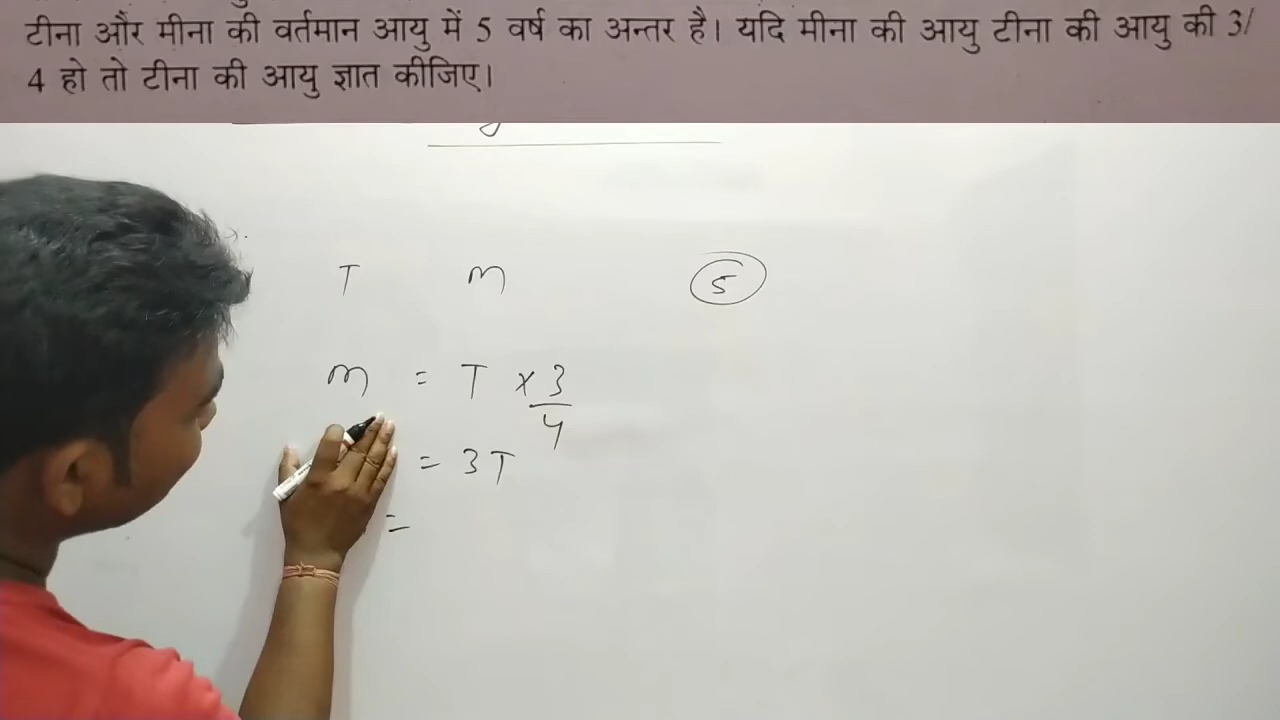 टीना और मीना की वर्तमान आयु में 5 वर्ष का अन्तर है। यदि मीना की आयु टीना की आयु की 3/
4 हो तो टीना की आयु ज्ञात कीजिए।
T M 5
m = T × 3/4
= 3T
=